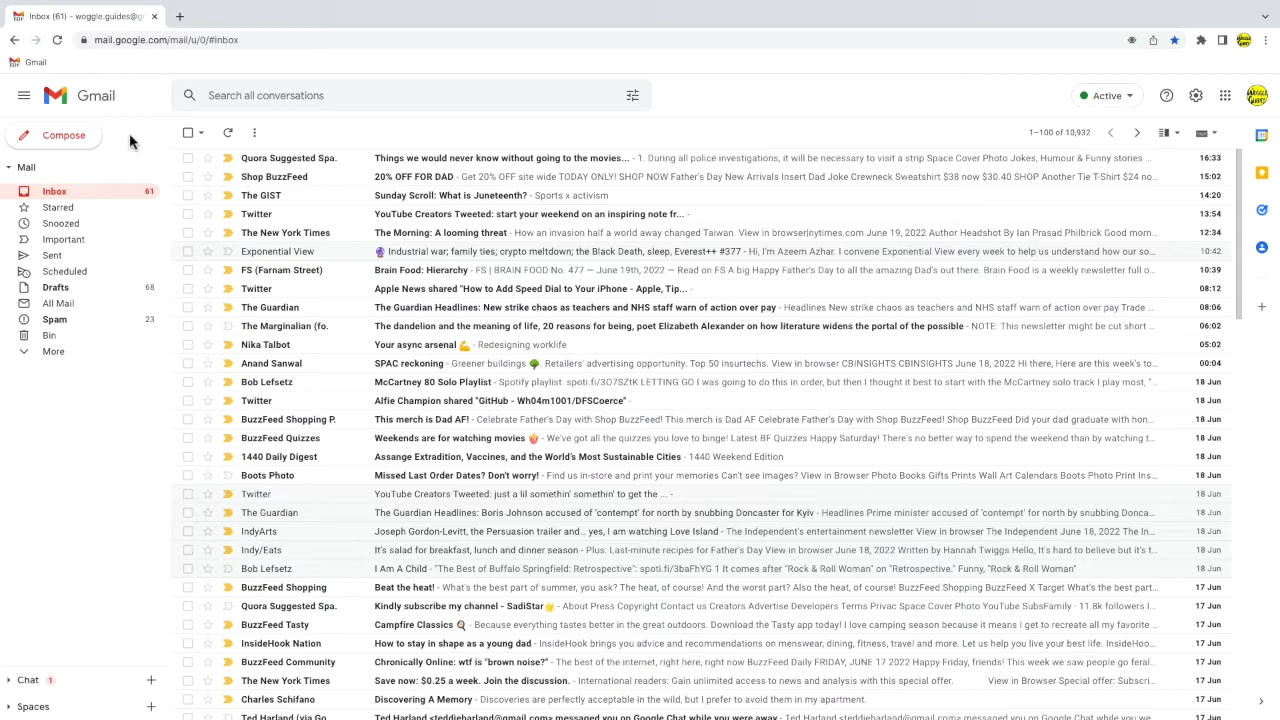 Inbox (61) - woggle.guides@gr
mail.google.com/mail/u/0/#inbox
Gmail
Gmail
Search all conversations
Active
Compose
1–100 of 10,932
Mail
Inbox 61
Starred
Snoozed
Important
Sent
Scheduled
Drafts 68
All Mail
Spam 23
Bin
More
Chat 1
Spaces
Quora Suggested Spa. Things we would never know without going to the movies... - 1. During all police investigations, it will be necessary to visit a strip Space Cover Photo Jokes, Humour & Funny stories ... 16:33
Shop BuzzFeed 20% OFF FOR DAD - Get 20% OFF site wide TODAY ONLY! SHOP NOW Father's Day New Arrivals Insert Dad Joke Crewneck Sweatshirt $38 now $30.40 SHOP Another Tie T-Shirt $24 no... 15:02
The GIST Sunday Scroll: What is Juneteenth? - Sports x activism 14:20
Twitter YouTube Creators Tweeted: start your weekend on an inspiring note fr... - 13:54
The New York Times The Morning: A looming threat - How an invasion half a world away changed Taiwan. View in browser|nytimes.com June 19, 2022 Author Headshot By Ian Prasad Philbrick Good morn... 12:34
Exponential View 🔮 Industrial war; family ties; crypto meltdown; the Black Death, sleep, Everest++ #377 - Hi, I'm Azeem Azhar. I convene Exponential View every week to help us understand how our so... 10:42
FS (Farnam Street) Brain Food: Hierarchy - FS | BRAIN FOOD No. 477 — June 19th, 2022 — Read on FS A big Happy Father's Day to all the amazing Dad's out there. Brain Food is a weekly newsletter full o... 10:39
Twitter Apple News shared "How to Add Speed Dial to Your iPhone - Apple, Tip... - 08:12
The Guardian The Guardian Headlines: New strike chaos as teachers and NHS staff warn of action over pay - Headlines New strike chaos as teachers and NHS staff warn of action over pay Trade ... 08:06
The Marginalian (fo. The dandelion and the meaning of life, 20 reasons for being, poet Elizabeth Alexander on how literature widens the portal of the possible - NOTE: This newsletter might be cut short ... 06:02
Nika Talbot Your async arsenal 💪 - Redesigning worklife 05:02
Anand Sanwal SPAC reckoning - Greener buildings 🌳. Retailers' advertising opportunity. Top 50 insurtechs. View in browser CBINSIGHTS CBINSIGHTS June 18, 2022 Hi there, Here are this week's to... 00:04
Bob Lefsetz McCartney 80 Solo Playlist - Spotify playlist: spoti.fi/3O7SZtK LETTING GO I was going to do this in order, but then I thought it best to start with the McCartney solo track I play most, "... 18 Jun
Twitter Alfie Champion shared "GitHub - Wh04m1001/DFSCoerce" - 18 Jun
BuzzFeed Shopping P. This merch is Dad AF! - Celebrate Father's Day with Shop BuzzFeed! This merch is Dad AF Celebrate Father's Day with Shop BuzzFeed! Shop BuzzFeed Did your dad graduate with hon... 18 Jun
BuzzFeed Quizzes Weekends are for watching movies 🍿 - We've got all the quizzes you love to binge! Latest BF Quizzes Happy Saturday! There's no better way to spend the weekend than by watching t... 18 Jun
1440 Daily Digest Assange Extradition, Vaccines, and the World's Most Sustainable Cities - 1440 Weekend Edition 18 Jun
Boots Photo Missed Last Order Dates? Don't worry! - Find us in-store and print your memories Can't see images? View in Browser Photo Books Gifts Prints Wall Art Calendars Boots Photo Print Ins... 18 Jun
Twitter YouTube Creators Tweeted: just a lil somethin' somethin' to get the ... - 18 Jun
The Guardian The Guardian Headlines: Boris Johnson accused of 'contempt' for north by snubbing Doncaster for Kyiv - Headlines Prime minister accused of 'contempt' for north by snubbing Donca... 18 Jun
IndyArts Joseph Gordon-Levitt, the Persuasion trailer and... yes, I am watching Love Island - The Independent's entertainment newsletter View in browser The Independent June 18, 2022 The In... 18 Jun
Indy/Eats It's salad for breakfast, lunch and dinner season - Plus: Last-minute recipes for Father's Day View in browser June 18, 2022 Written by Hannah Twiggs Hello, It's hard to believe but it's t... 18 Jun
Bob Lefsetz I Am A Child - "The Best of Buffalo Springfield: Retrospective": spoti.fi/3baFhYG 1 It comes after "Rock & Roll Woman" on "Retrospective." Funny, "Rock & Roll Woman" 18 Jun
BuzzFeed Shopping Beat the heat! - What's the best part of summer, you ask? The heat, of course! And the worst part? Also the heat, of course! BuzzFeed Shopping BuzzFeed X Target What's the best par... 17 Jun
Quora Suggested Spa. Kindly subscribe my channel - SadiStar🌟 - About Press Copyright Contact us Creators Advertise Developers Terms Privac Space Cover Photo YouTube SubsFamily · 11.8k followers I... 17 Jun
BuzzFeed Tasty Campfire Classics 🍳 - Because everything tastes better in the great outdoors. Download the Tasty app today! I love camping season because it means I get to recreate all my favorite ... 17 Jun
InsideHook Nation How to stay in shape as a young dad - InsideHook brings you advice and recommendations on menswear, dining, fitness, travel and more. Let us help you live your best life. InsideHoo... 17 Jun
BuzzFeed Community Chronically Online: wtf is "brown noise?" - The best of the internet, right here, right now BuzzFeed Daily FRIDAY, JUNE 17 2022 Happy Friday, friends! This week we saw people go feral... 17 Jun
The New York Times Save now: $0.25 a week. Join the discussion. - International readers: Gain unlimited access to news and analysis with this special offer. View in Browser Special offer: Subscri... 17 Jun
Charles Schifano Discovering A Memory - Discoveries are perfectly acceptable in the wild, but I prefer to avoid them in my apartment. 17 Jun
Ted Harland (via Go. Ted Harland <teddieharland@gmail.com> messaged you on Google Chat while you were away - Ted Harland <teddieharland@gmail.com> messaged you on Google Chat while you were away Ted 17 Jun